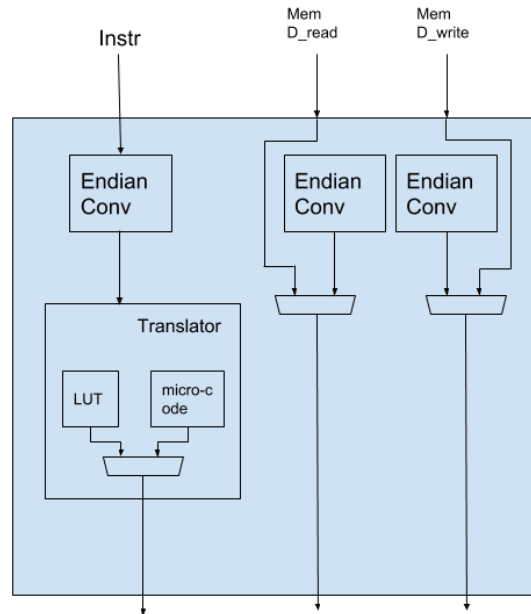 Instr
Mem
D_read
Mem
D_write
Endian
Conv
Endian
Conv
Endian
Conv
Translator
LUT
micro-c
ode